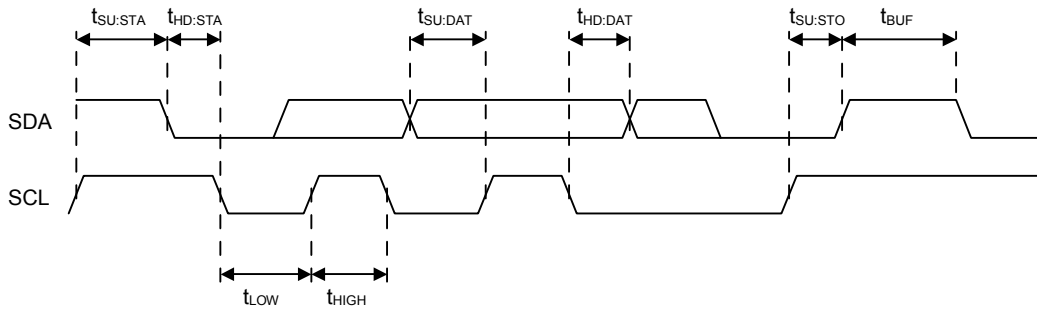 tSU:STA tHD:STA tSU:DAT tHD:DAT tSU:STO tBUF
SDA
SCL
tLOW tHIGH